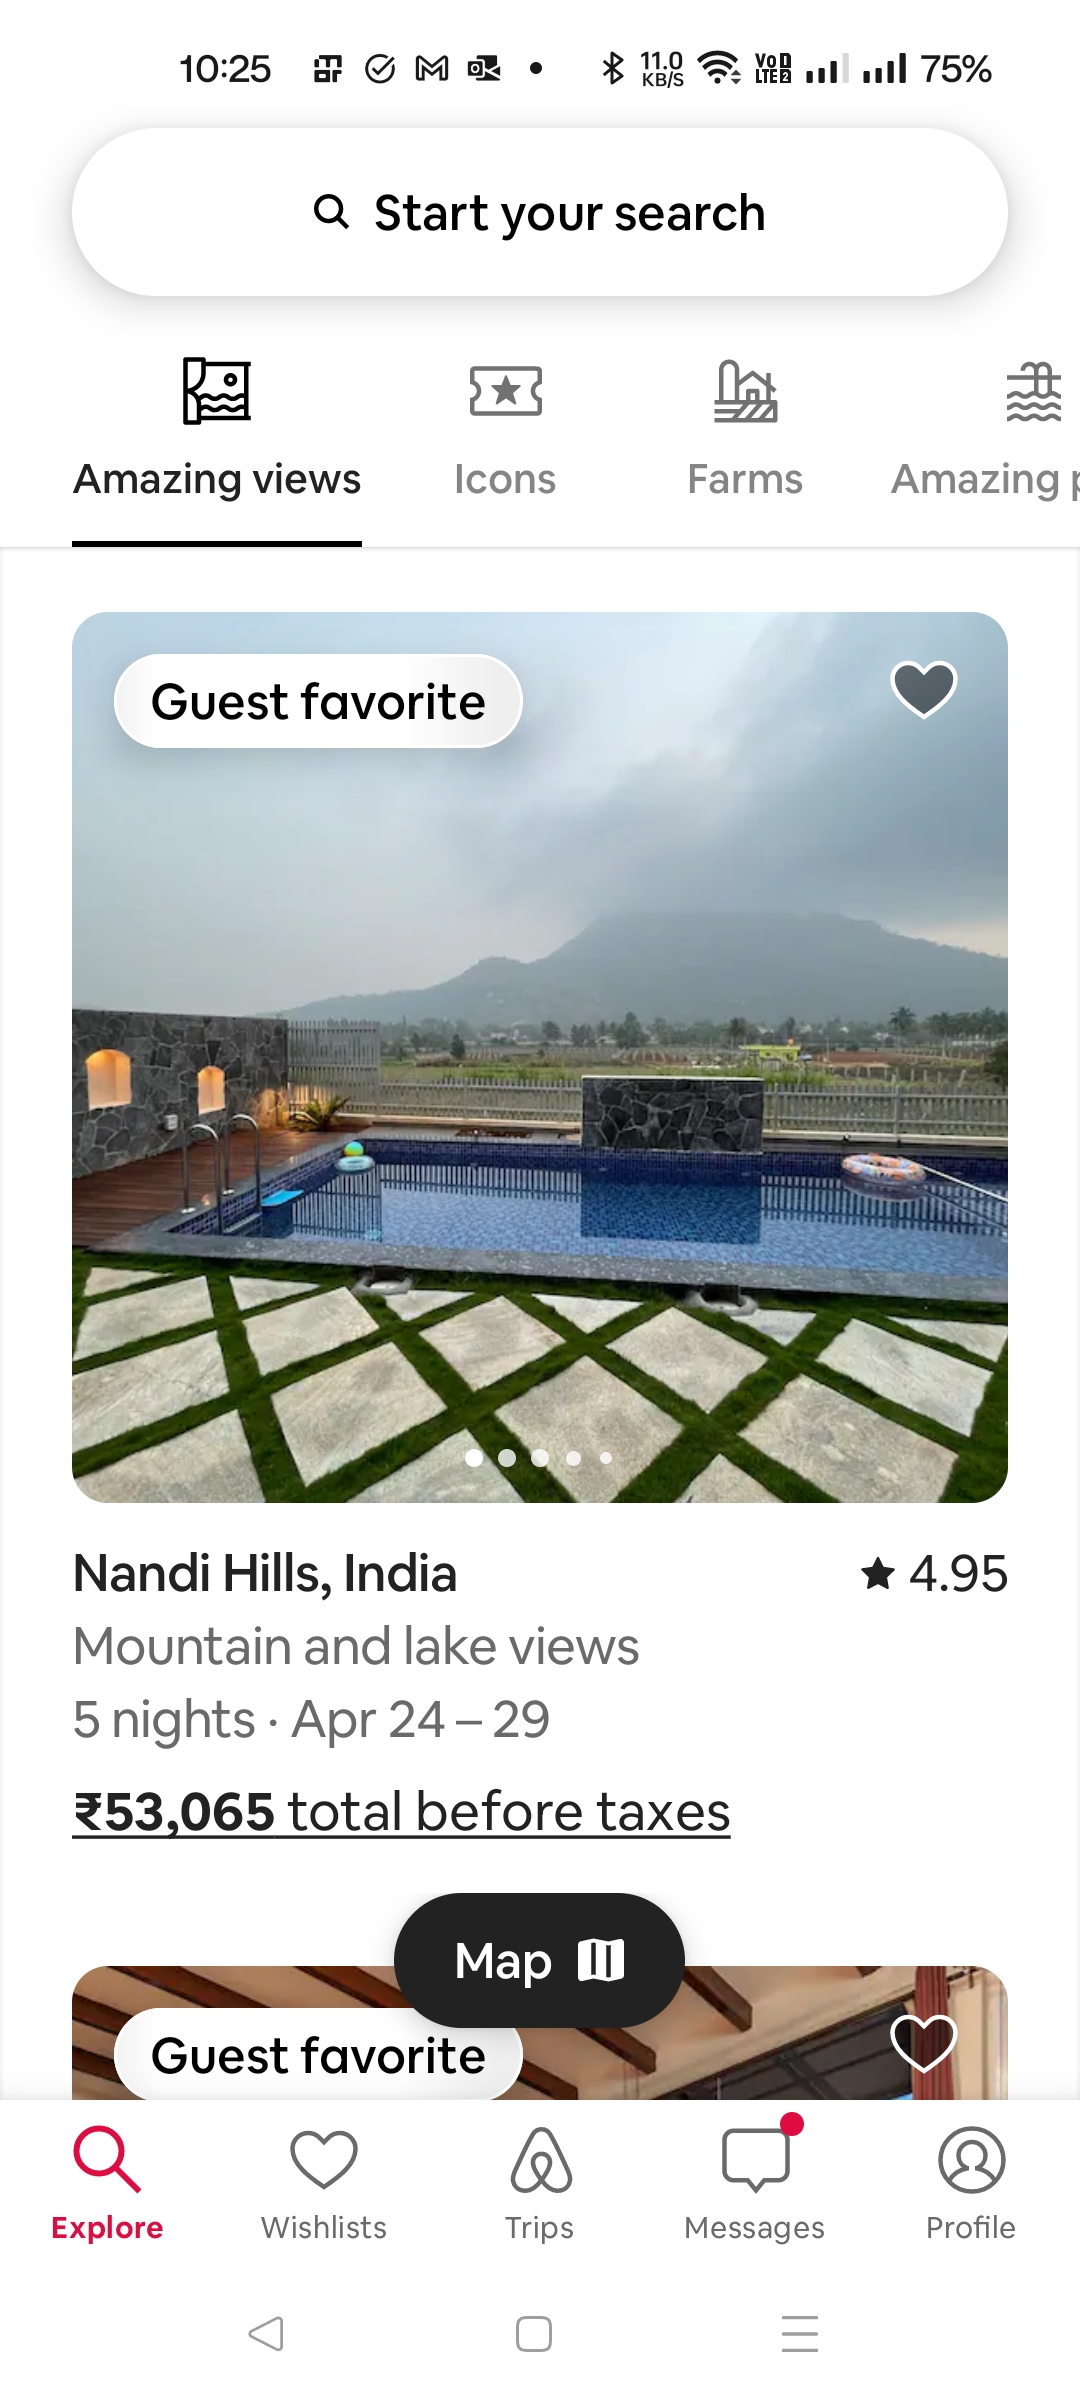 10:25 11.0 KB/S VoD LTE2 75%
Start your search
Amazing views Icons Farms Amazing
Guest favorite
Nandi Hills, India 4.95
Mountain and lake views
5 nights · Apr 24 – 29
₹53,065 total before taxes
Map
Guest favorite
Explore Wishlists Trips Messages Profile